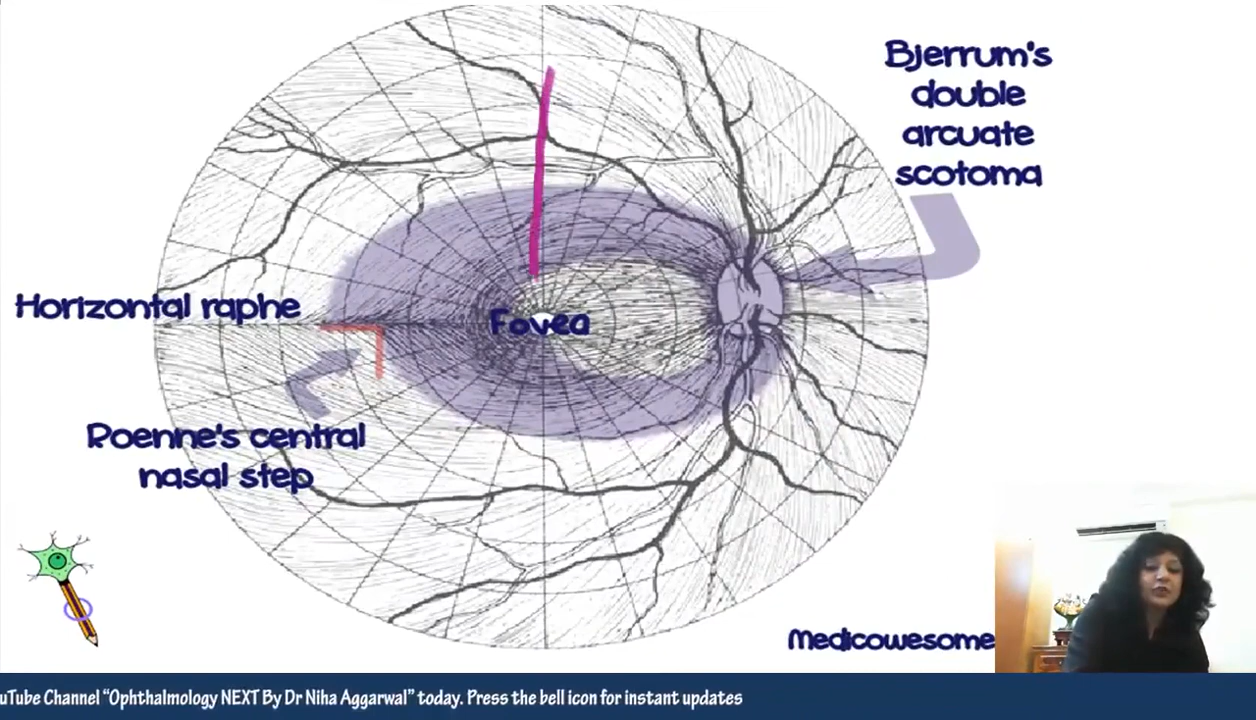 Bjerrum's
double
arcuate
scotoma
Horizontal raphe
Fovea
Roenne's central
nasal step
Medicowesome
uTube Channel “Ophthalmology NEXT By Dr Niha Aggarwal” today. Press the bell icon for instant updates